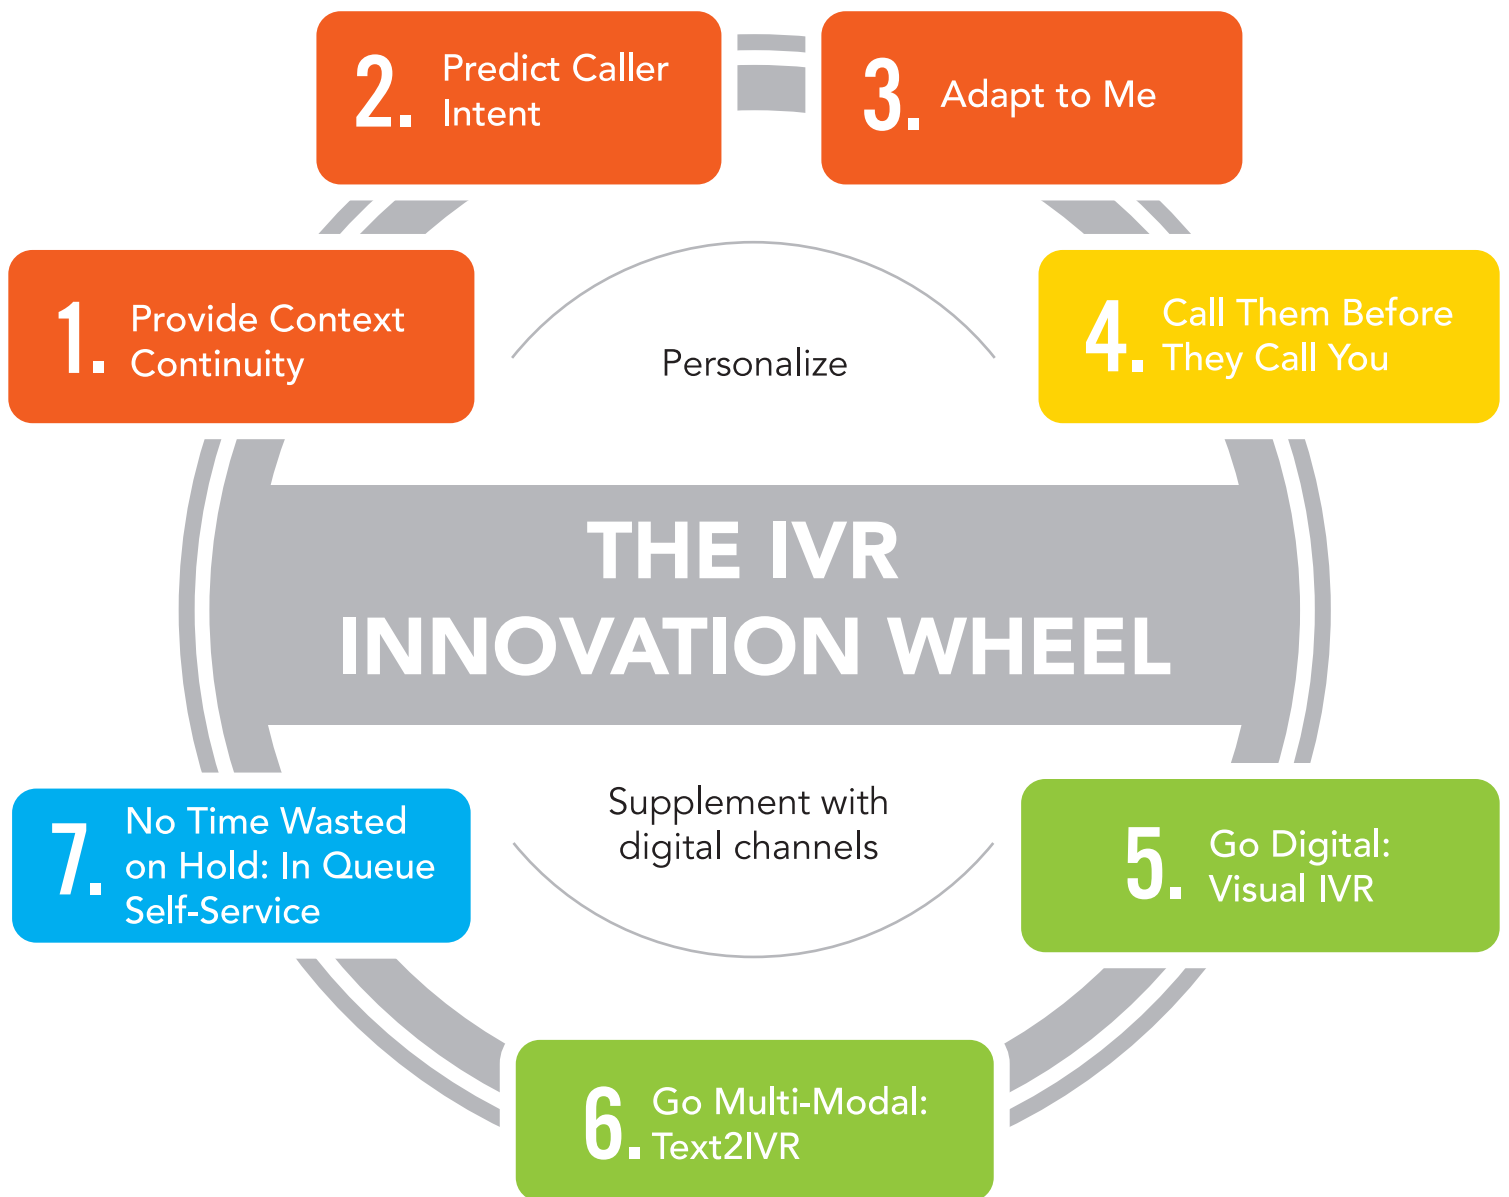 2. Predict Caller
Intent
3. Adapt to Me
1. Provide Context
Continuity
Personalize
4. Call Them Before
They Call You
THE IVR
INNOVATION WHEEL
7. No Time Wasted
on Hold: In Queue
Self-Service
Supplement with
digital channels
5. Go Digital:
Visual IVR
6. Go Multi-Modal:
Text2IVR